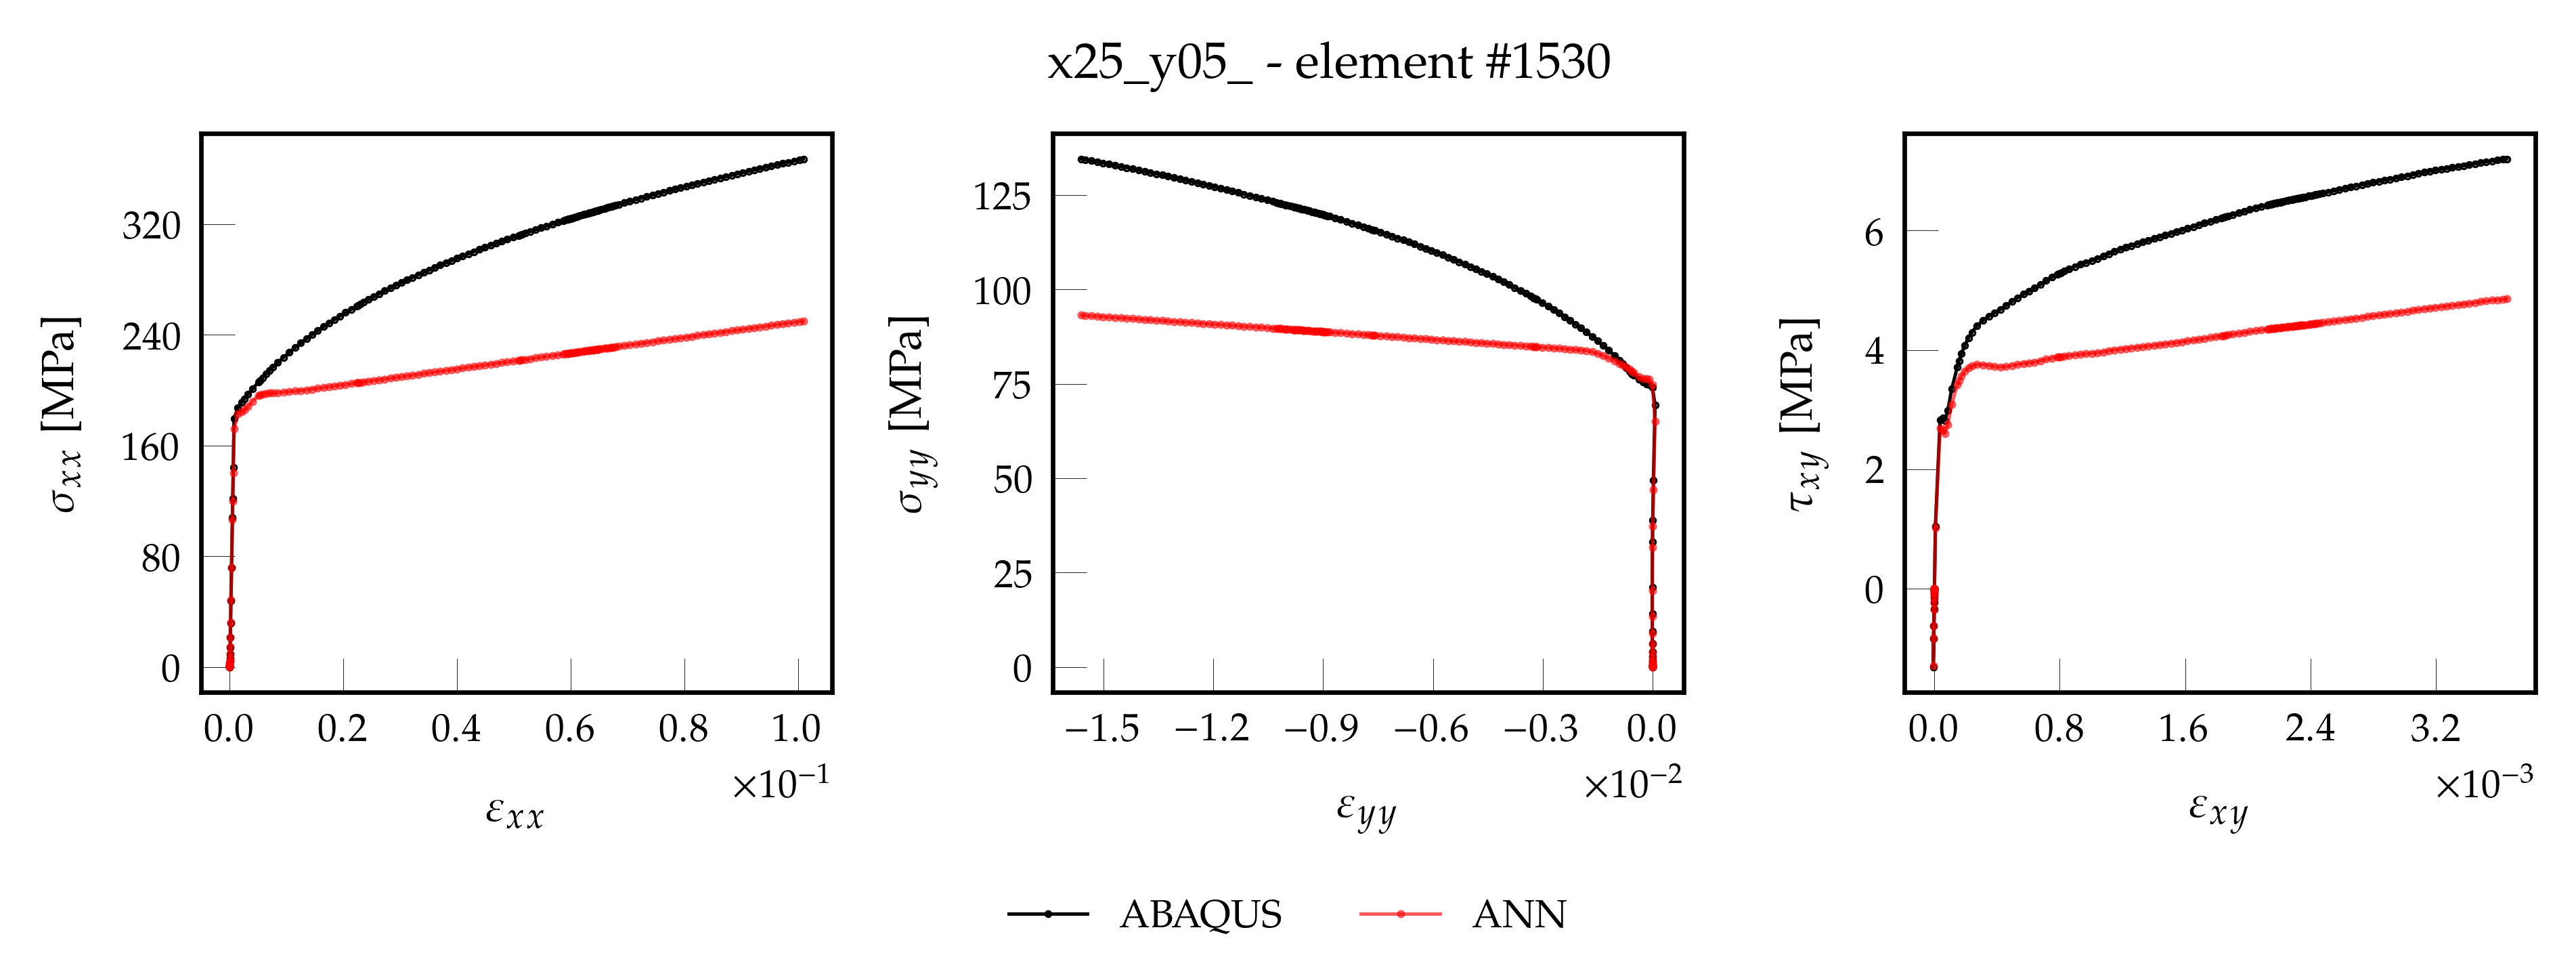 x25_y05_ - element #1530
σxx [MPa]
320
240
160
80
0
0.0 0.2 0.4 0.6 0.8 1.0
×10−1
εxx
σyy [MPa]
125
100
75
50
25
0
−1.5 −1.2 −0.9 −0.6 −0.3 0.0
×10−2
εyy
τxy [MPa]
6
4
2
0
0.0 0.8 1.6 2.4 3.2
×10−3
εxy
ABAQUS ANN